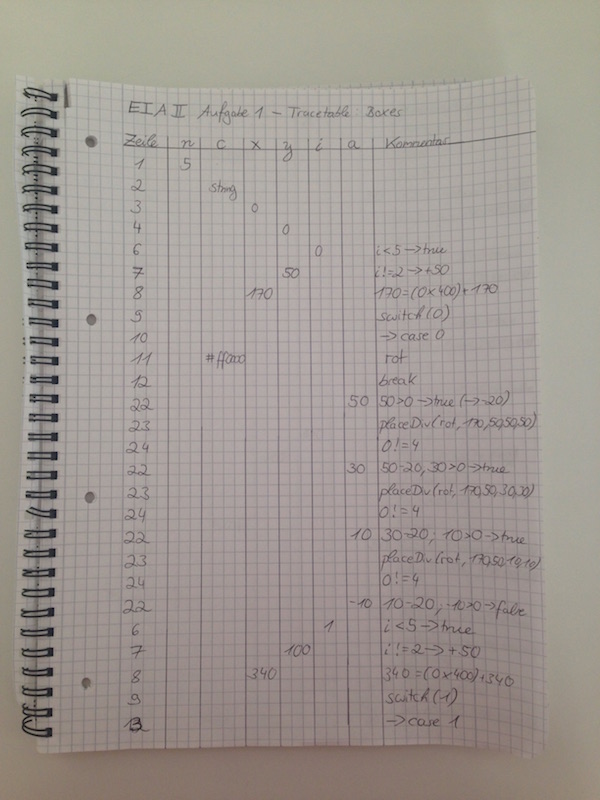 EIA II Aufgabe 1 - Tracetable Boxes
Zeile n c x y i a Kommentar
1 5
2 string
3 0
4 0
6 0 i<5→true
7 50 i!=2→+50
8 170 170=(0x400)+170
9 switch(0)
10 →case 0
11 #ff0000 rot
12 break
22 50 50>0→true(→-20)
23 placeDiv(rot,170,50,50,50)
24 0!=4
22 30 50-20, 30>0→true
23 placeDiv(rot,170,50,30,30)
24 0!=4
22 10 30-20; 10>0→true
23 placeDiv(rot,170,50,10,10)
24 0!=4
22 -10 10-20; -10>0→false
6 1 i<5→true
7 100 i!=2→+50
8 340 340=(0x400)+340
9 switch(1)
13 →case 1